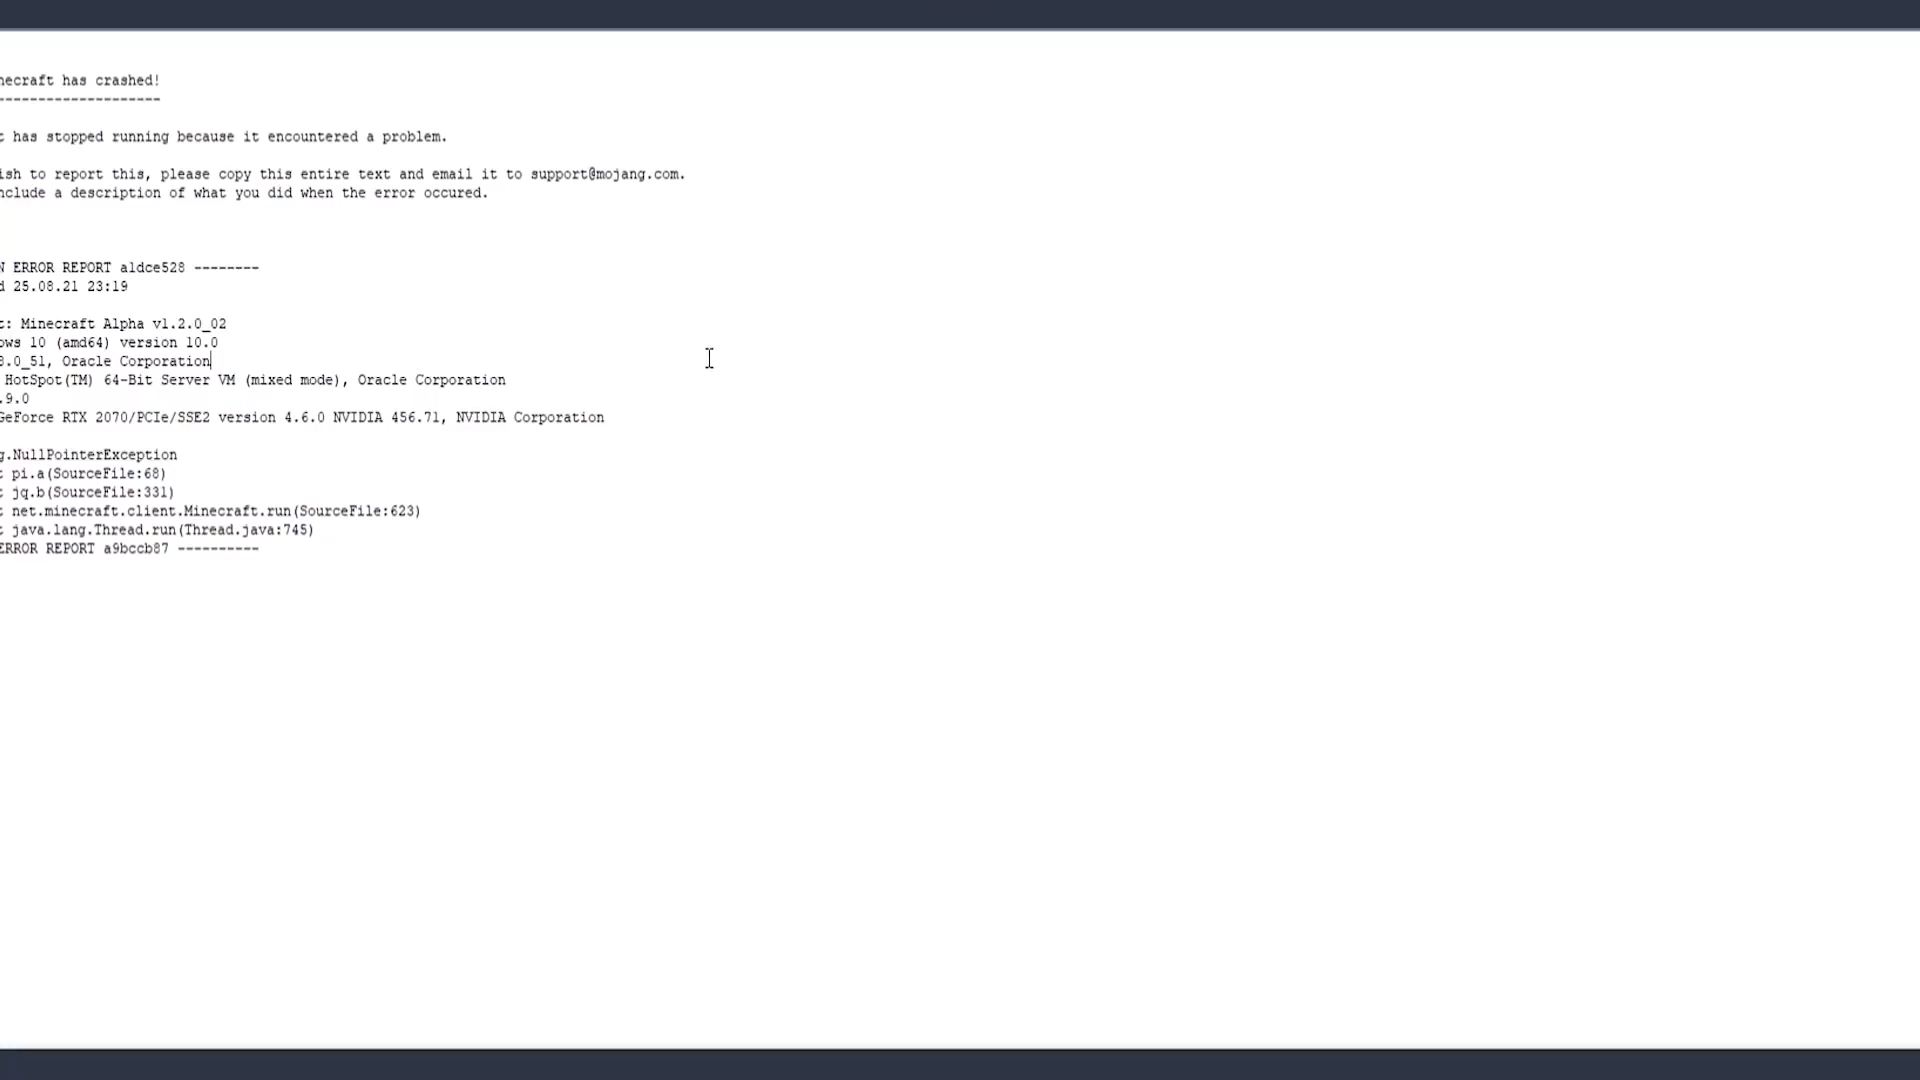 necraft has crashed!
---------------------
t has stopped running because it encountered a problem.
ish to report this, please copy this entire text and email it to support@mojang.com.
nclude a description of what you did when the error occured.
N ERROR REPORT a1dce528 --------
d 25.08.21 23:19
t: Minecraft Alpha v1.2.0_02
ows 10 (amd64) version 10.0
8.0_51, Oracle Corporation
HotSpot(TM) 64-Bit Server VM (mixed mode), Oracle Corporation
.9.0
GeForce RTX 2070/PCIe/SSE2 version 4.6.0 NVIDIA 456.71, NVIDIA Corporation
g.NullPointerException
t pi.a(SourceFile:68)
t jq.b(SourceFile:331)
t net.minecraft.client.Minecraft.run(SourceFile:623)
t java.lang.Thread.run(Thread.java:745)
ERROR REPORT a9bccb87 ----------